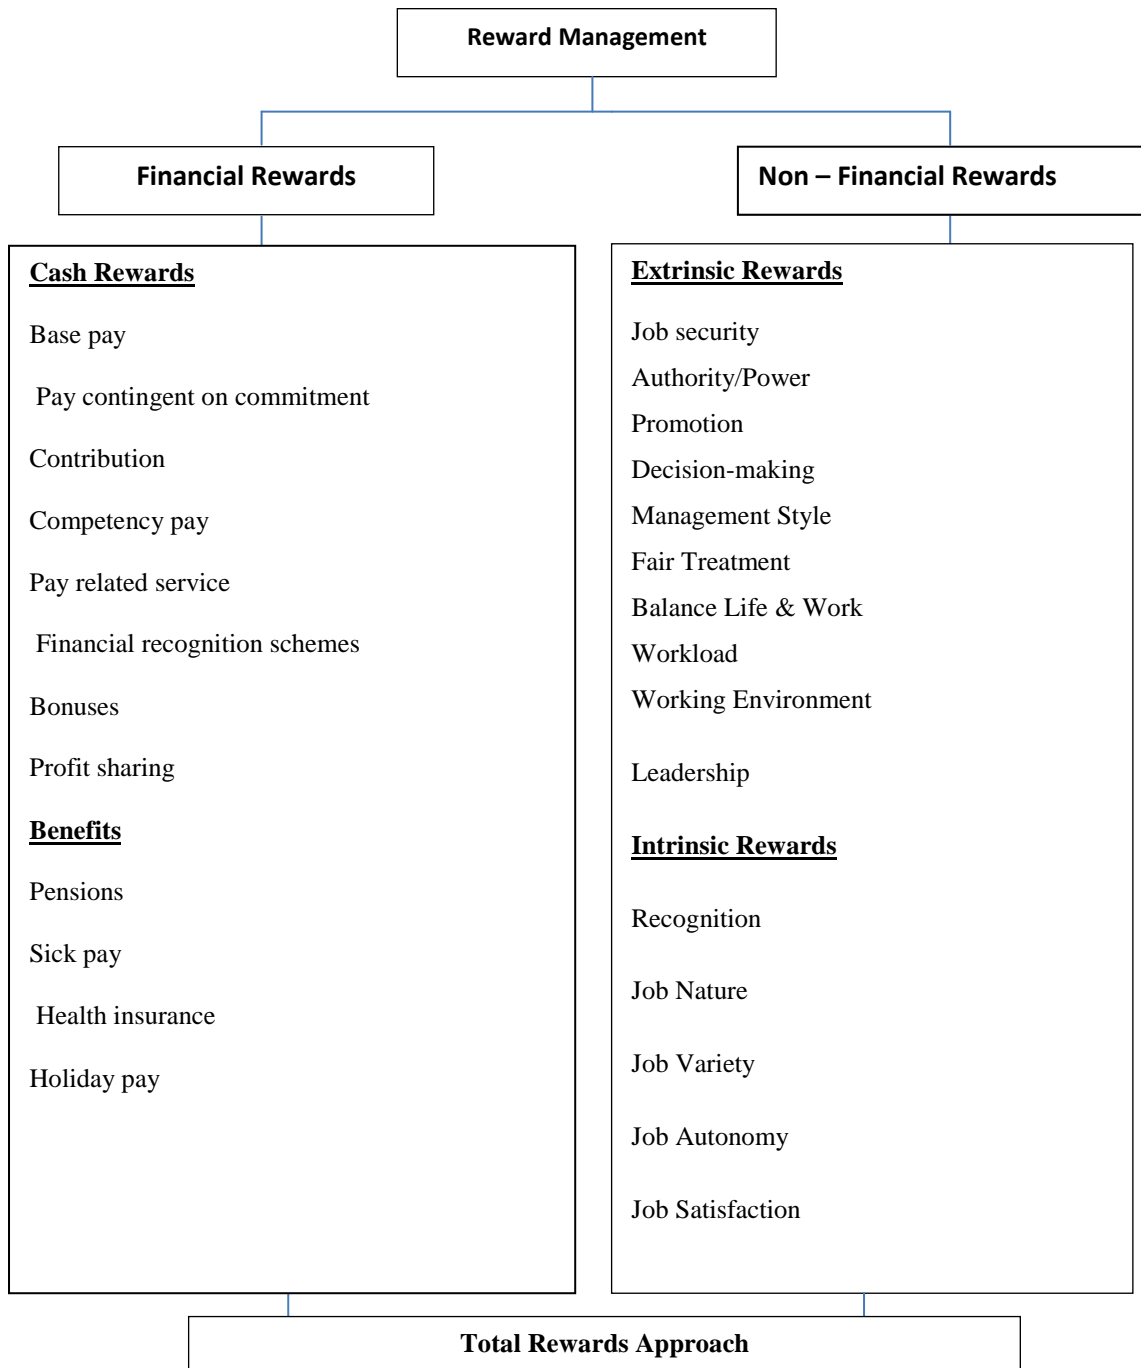 Reward Management
Financial Rewards
Non – Financial Rewards
Cash Rewards
Base pay
Pay contingent on commitment
Contribution
Competency pay
Pay related service
Financial recognition schemes
Bonuses
Profit sharing
Benefits
Pensions
Sick pay
Health insurance
Holiday pay
Extrinsic Rewards
Job security
Authority/Power
Promotion
Decision-making
Management Style
Fair Treatment
Balance Life & Work
Workload
Working Environment
Leadership
Intrinsic Rewards
Recognition
Job Nature
Job Variety
Job Autonomy
Job Satisfaction
Total Rewards Approach